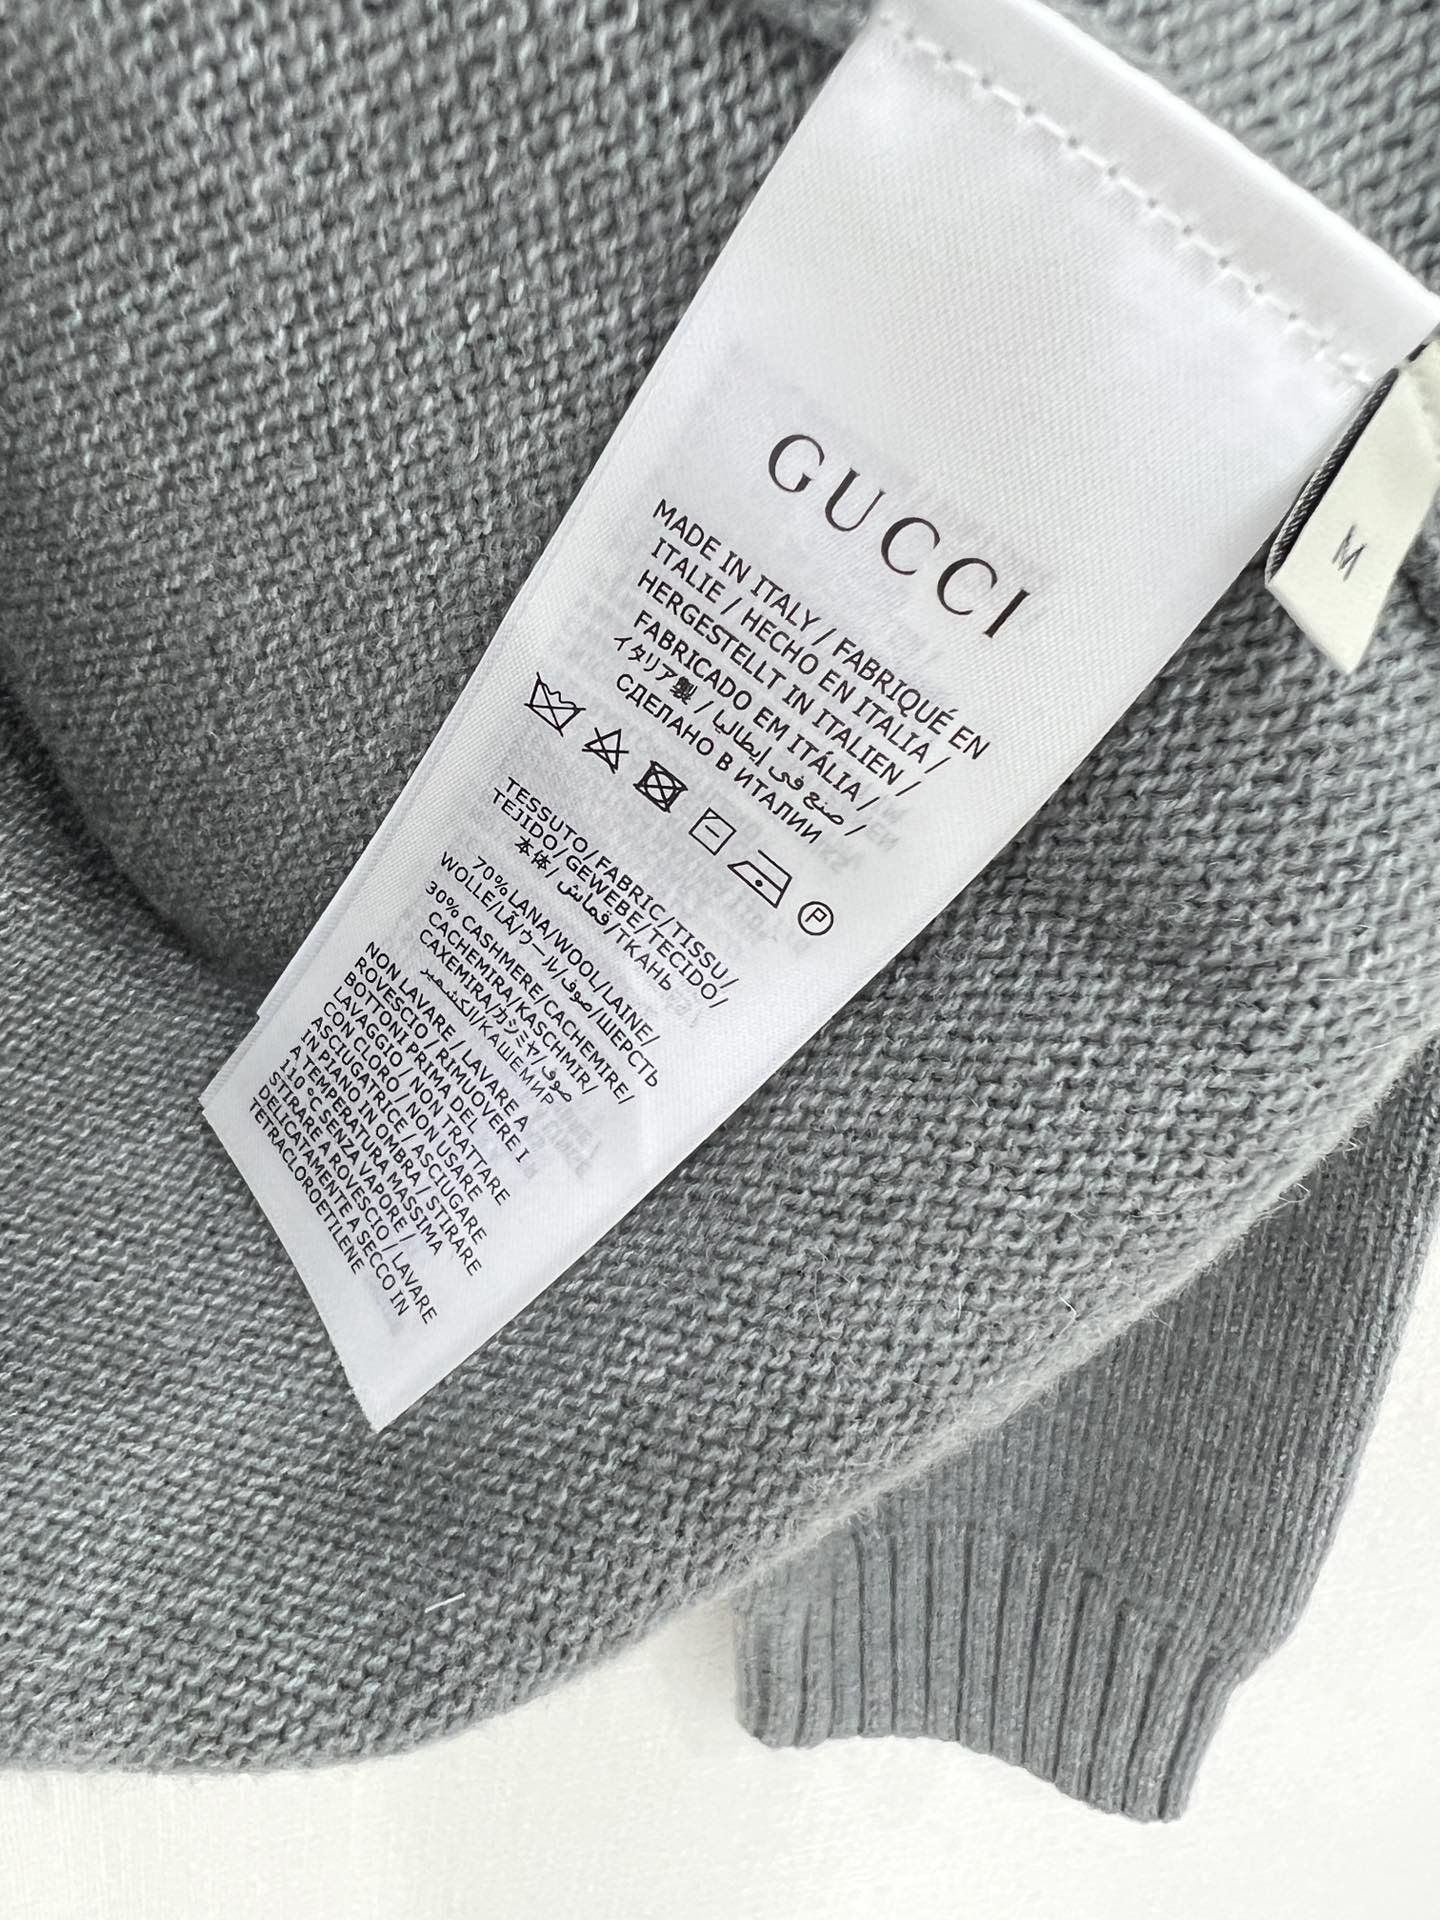 GUCCI
MADE IN ITALY / FABRIQUÉ EN
ITALIE / HECHO EN ITALIA /
HERGESTELLT IN ITALIEN /
FABRICADO EM ITÁLIA /
イタリア製 / صنع في إيطاليا /
СДЕЛАНО В ИТАЛИИ
P
TESSUTO/FABRIC/TISSU/
TEJIDO/GEWEBE/TECIDO/
本体/قماش/ТКАНЬ
70%LANA/WOOL/LAINE/
WOLLE/LÃ/ウール/صوف/ШЕРСТЬ
30% CASHMERE/CACHEMIRE/
CACHEMIRA/KASCHMIR/
CAXEMIRA/カシミヤ/صوف
الكشمير/КАШЕМИР
NON LAVARE / LAVARE A
ROVESCIO / RIMUOVERE I
BOTTONI PRIMA DEL
LAVAGGIO / NON TRATTARE
CON CLORO / NON USARE
ASCIUGATRICE / ASCIUGARE
IN PIANO IN OMBRA / STIRARE
A TEMPERATURA MASSIMA
110 °C SENZA VAPORE /
STIRARE A ROVESCIO / LAVARE
DELICATAMENTE A SECCO IN
TETRACLOROETILENE
M